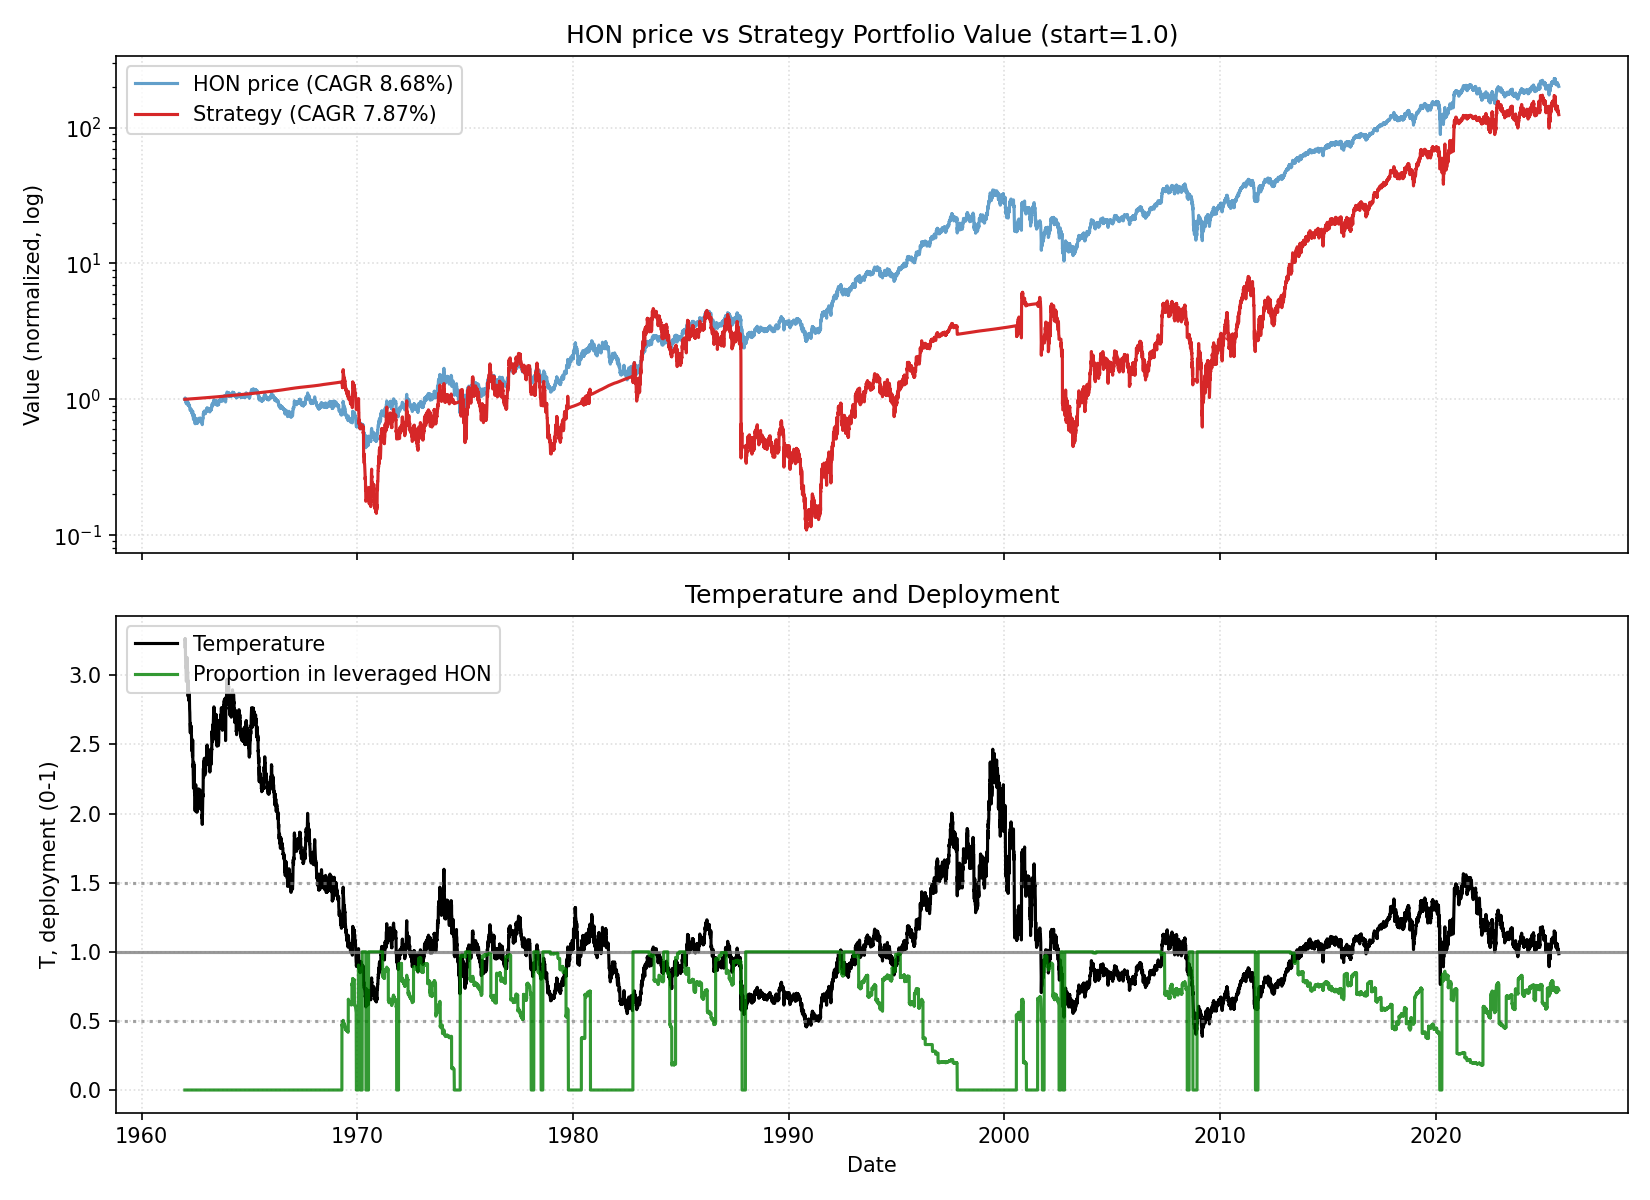 HON price vs Strategy Portfolio Value (start=1.0)
HON price (CAGR 8.68%)
Strategy (CAGR 7.87%)
Value (normalized, log)
10²
10¹
10⁰
10⁻¹
Temperature and Deployment
Temperature
Proportion in leveraged HON
T, deployment (0-1)
3.0
2.5
2.0
1.5
1.0
0.5
0.0
1960 1970 1980 1990 2000 2010 2020
Date